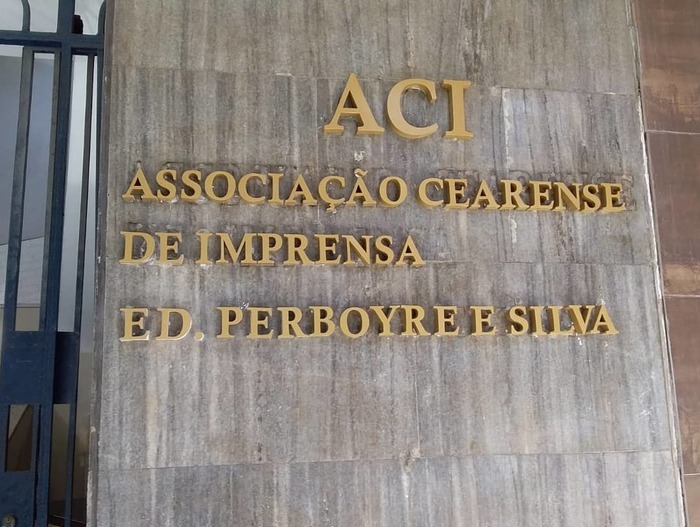 ACI
ASSOCIAÇÃO CEARENSE
DE IMPRENSA
ED. PERBOYRE E SILVA